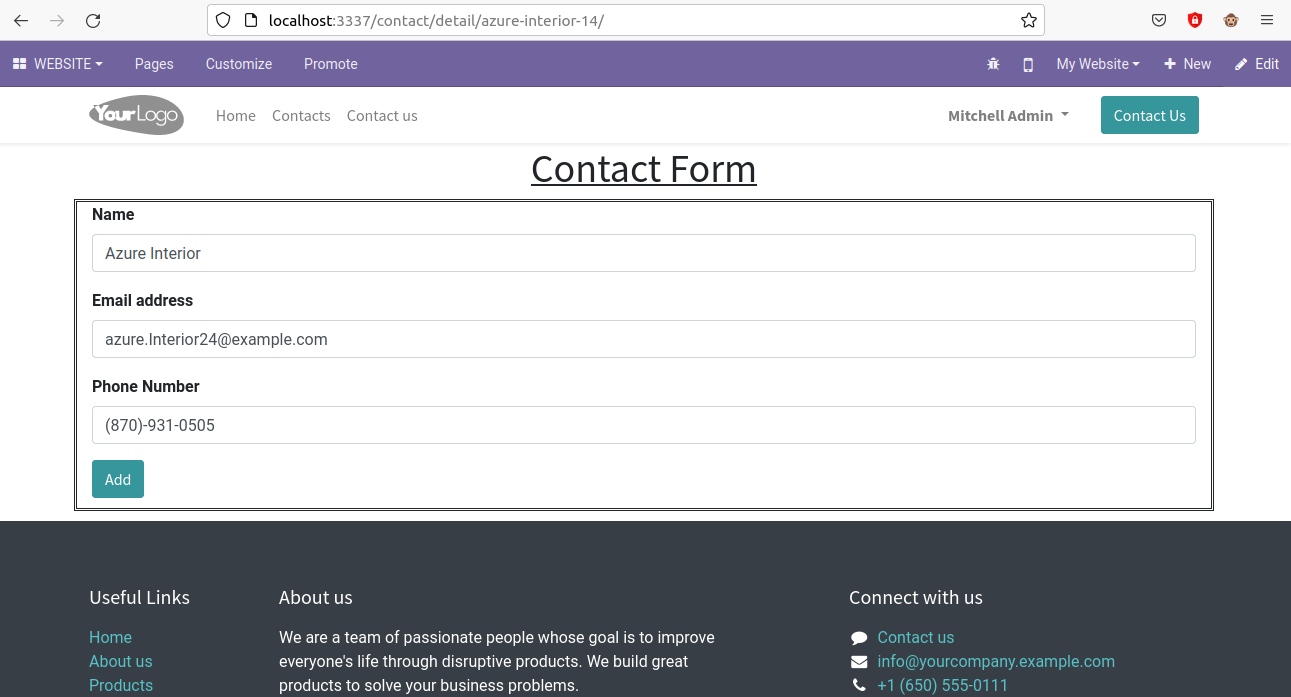 localhost:3337/contact/detail/azure-interior-14/
WEBSITE Pages Customize Promote My Website New Edit
YourLogo Home Contacts Contact us Mitchell Admin Contact Us
Contact Form
Name
Azure Interior
Email address
azure.Interior24@example.com
Phone Number
(870)-931-0505
Add
Useful Links
Home
About us
Products
About us
We are a team of passionate people whose goal is to improve
everyone's life through disruptive products. We build great
products to solve your business problems.
Connect with us
Contact us
info@yourcompany.example.com
+1 (650) 555-0111